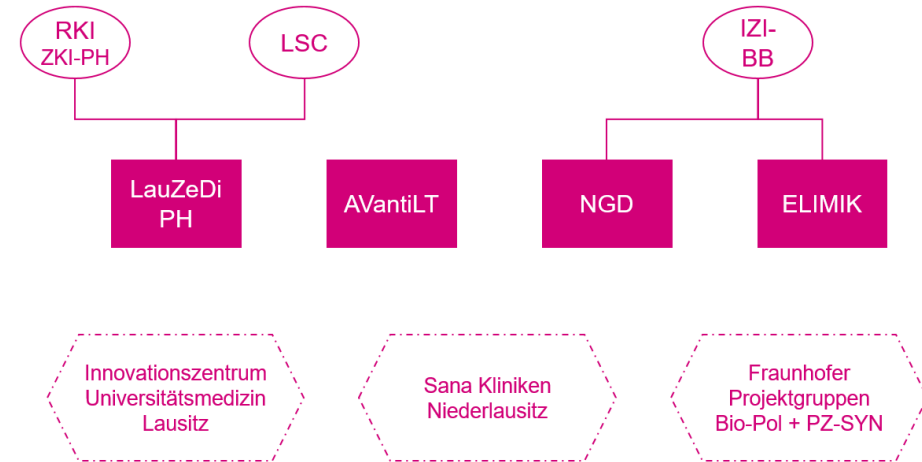 RKI
ZKI-PH
LSC
IZI-
BB
LauZeDi
PH
AVantiLT
NGD
ELIMIK
Innovationszentrum
Universitätsmedizin
Lausitz
Sana Kliniken
Niederlausitz
Fraunhofer
Projektgruppen
Bio-Pol + PZ-SYN